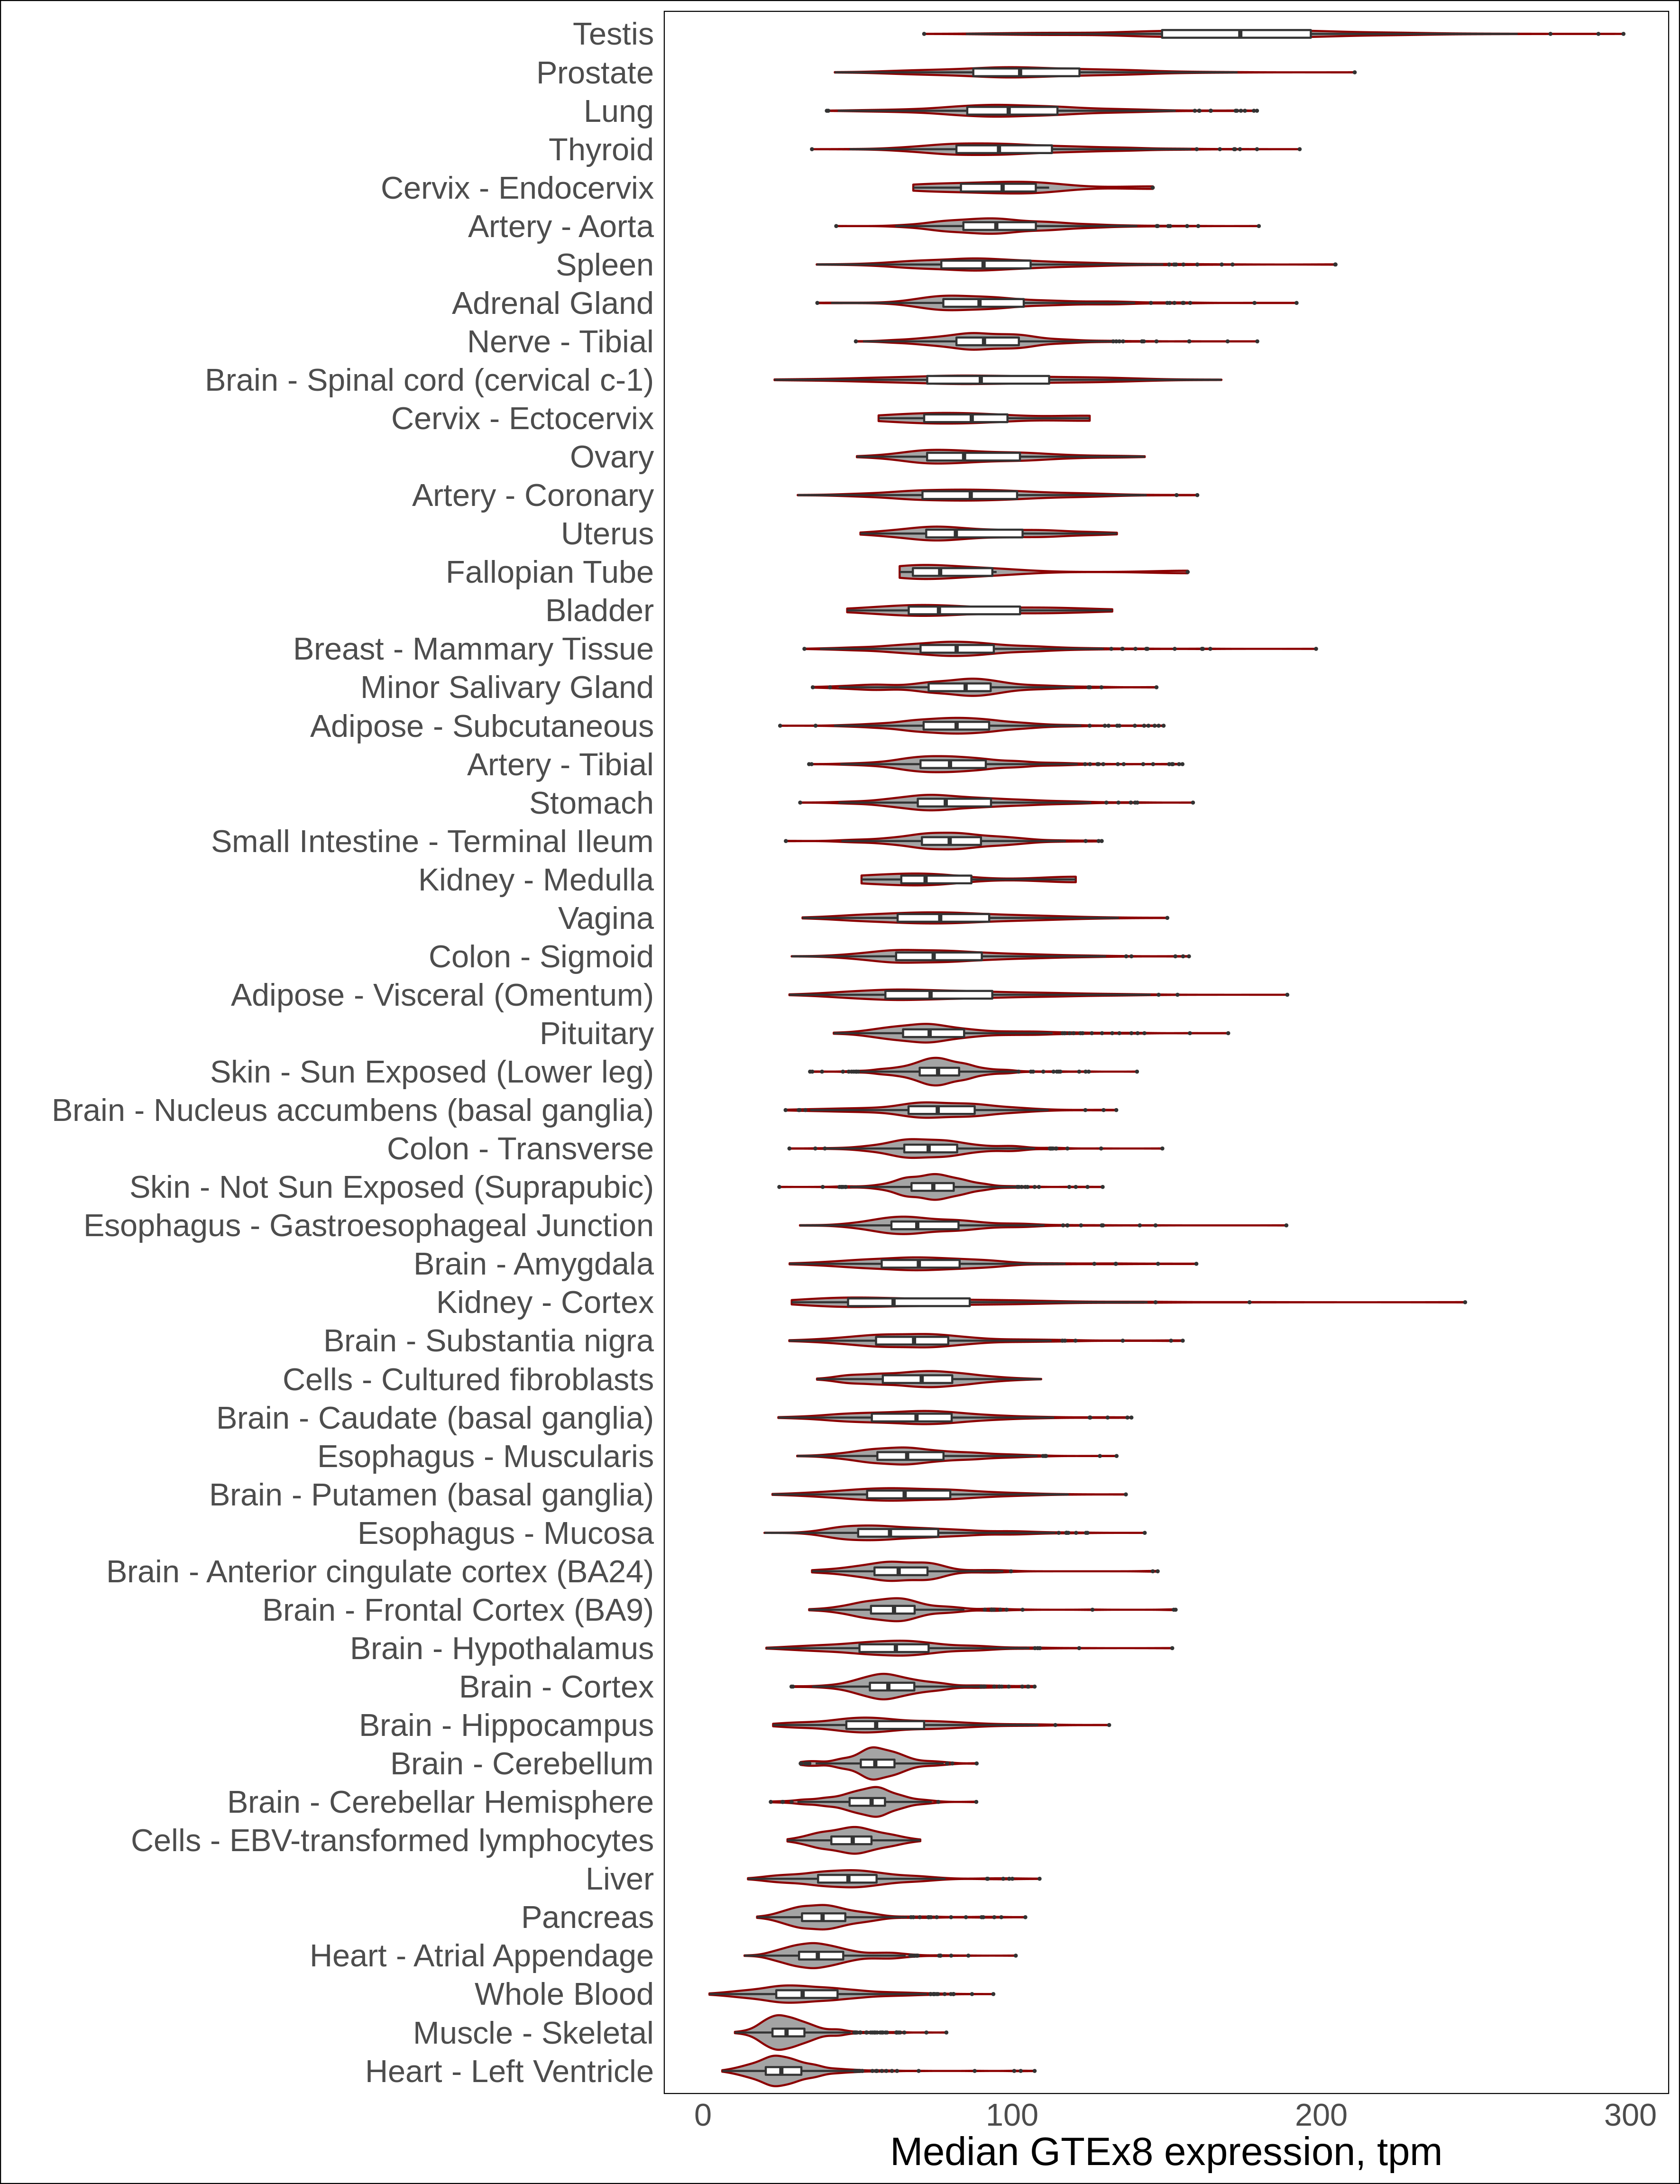 Testis
Prostate
Lung
Thyroid
Cervix - Endocervix
Artery - Aorta
Spleen
Adrenal Gland
Nerve - Tibial
Brain - Spinal cord (cervical c-1)
Cervix - Ectocervix
Ovary
Artery - Coronary
Uterus
Fallopian Tube
Bladder
Breast - Mammary Tissue
Minor Salivary Gland
Adipose - Subcutaneous
Artery - Tibial
Stomach
Small Intestine - Terminal Ileum
Kidney - Medulla
Vagina
Colon - Sigmoid
Adipose - Visceral (Omentum)
Pituitary
Skin - Sun Exposed (Lower leg)
Brain - Nucleus accumbens (basal ganglia)
Colon - Transverse
Skin - Not Sun Exposed (Suprapubic)
Esophagus - Gastroesophageal Junction
Brain - Amygdala
Kidney - Cortex
Brain - Substantia nigra
Cells - Cultured fibroblasts
Brain - Caudate (basal ganglia)
Esophagus - Muscularis
Brain - Putamen (basal ganglia)
Esophagus - Mucosa
Brain - Anterior cingulate cortex (BA24)
Brain - Frontal Cortex (BA9)
Brain - Hypothalamus
Brain - Cortex
Brain - Hippocampus
Brain - Cerebellum
Brain - Cerebellar Hemisphere
Cells - EBV-transformed lymphocytes
Liver
Pancreas
Heart - Atrial Appendage
Whole Blood
Muscle - Skeletal
Heart - Left Ventricle
0 100 200 300
Median GTEx8 expression, tpm